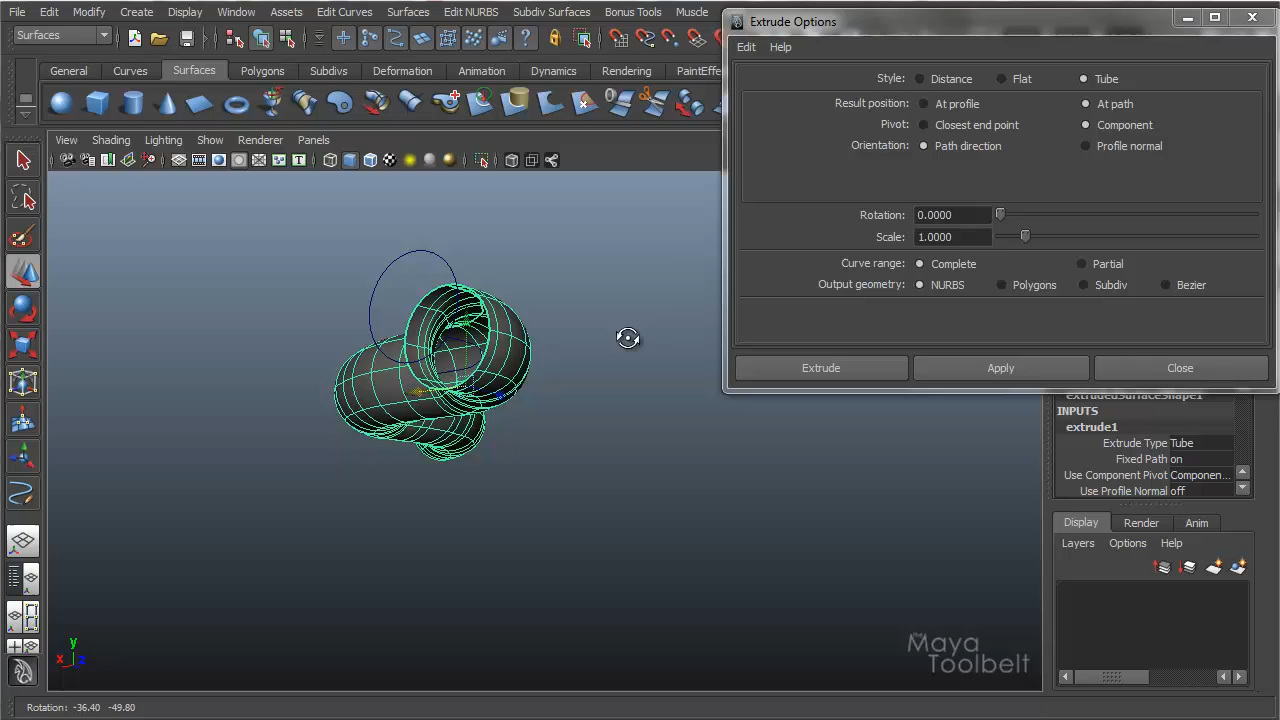 File Edit Modify Create Display Window Assets Edit Curves Surfaces Edit NURBS Subdiv Surfaces Bonus Tools Muscle
Extrude Options
Surfaces
Edit Help
General Curves Surfaces Polygons Subdivs Deformation Animation Dynamics Rendering PaintEffe
Style: Distance Flat Tube
Result position: At profile At path
Pivot: Closest end point Component
Orientation: Path direction Profile normal
View Shading Lighting Show Renderer Panels
Rotation: 0.0000
Scale: 1.0000
Curve range: Complete Partial
Output geometry: NURBS Polygons Subdiv Bezier
Extrude Apply Close
extrudedSurfaceShape1
INPUTS
extrude1
Extrude Type Tube
Fixed Path on
Use Component Pivot Componen...
Use Profile Normal off
Display Render Anim
Layers Options Help
y
x z
the Maya Toolbelt
Rotation: -36.40 -49.80